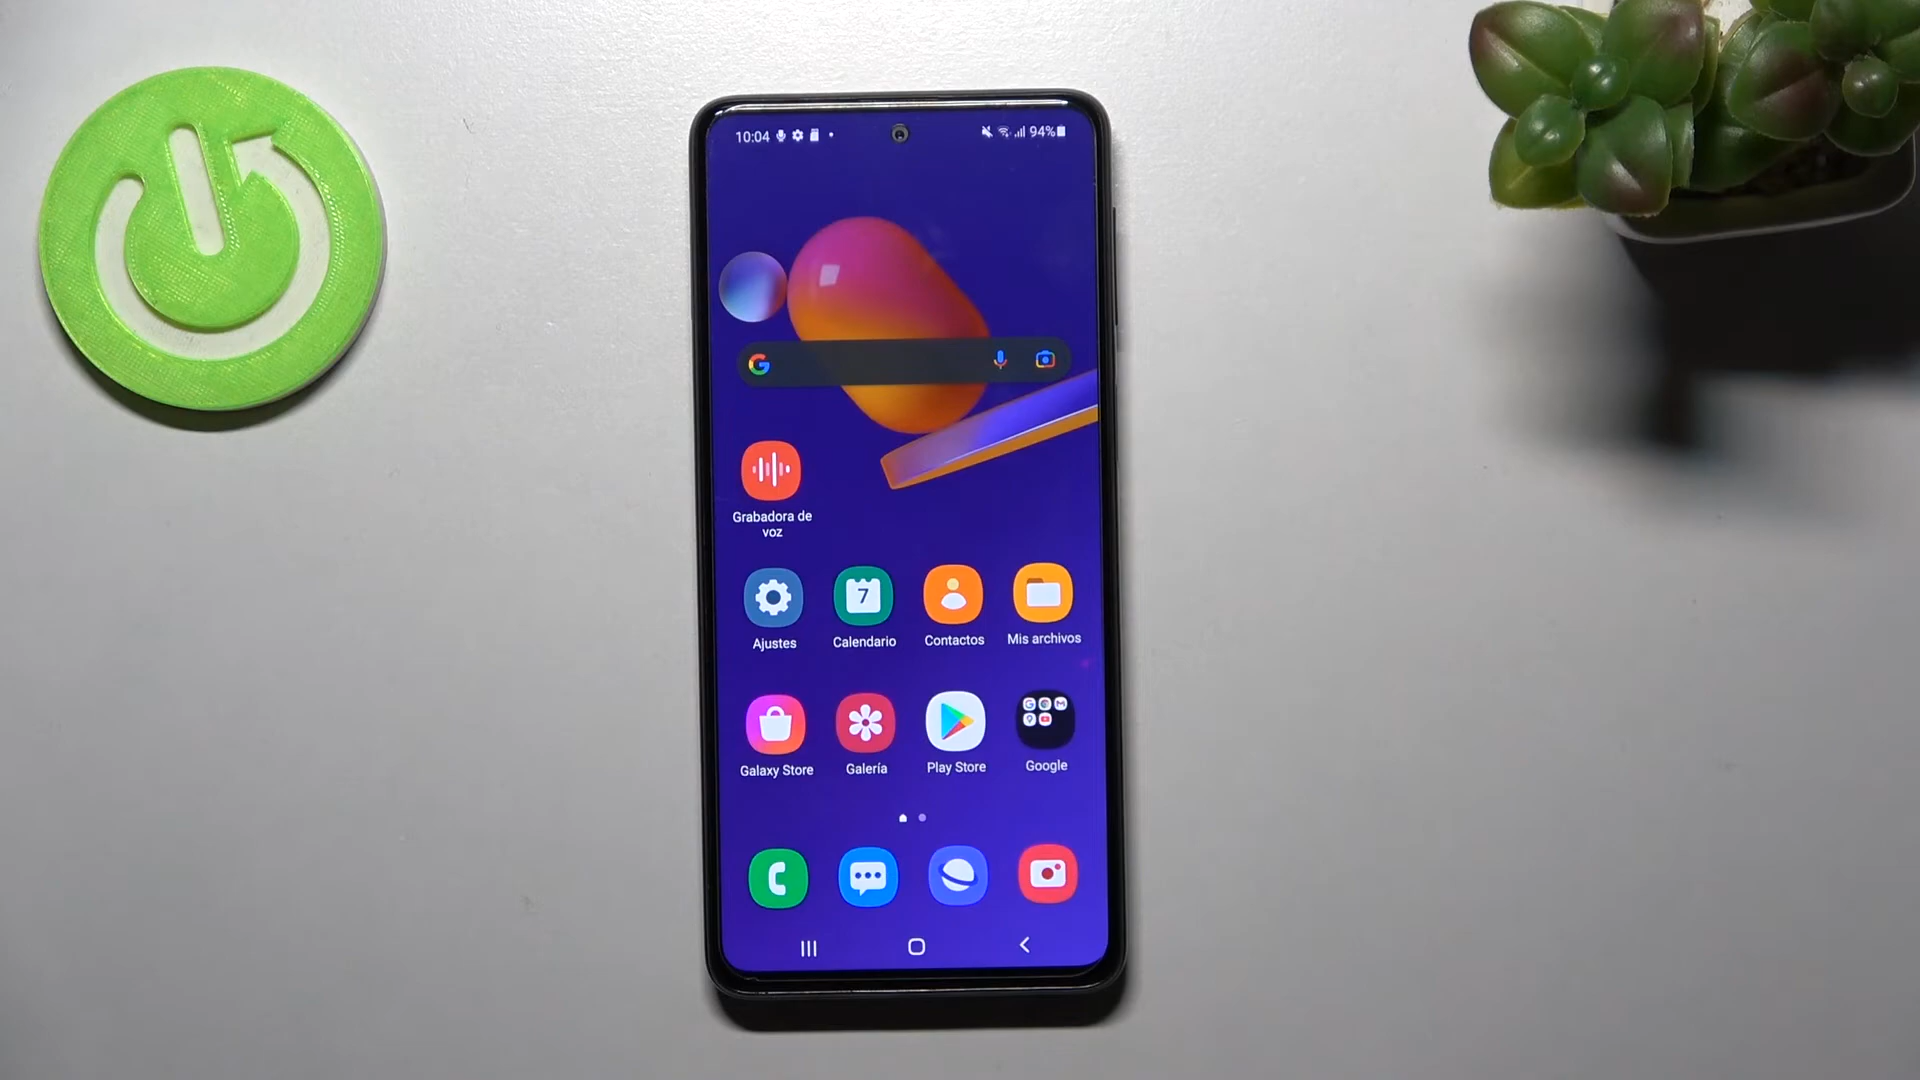 10:04
94%
G
Grabadora de
voz
7
Ajustes
Calendario
Contactos
Mis archivos
Galaxy Store
Galería
Play Store
Google